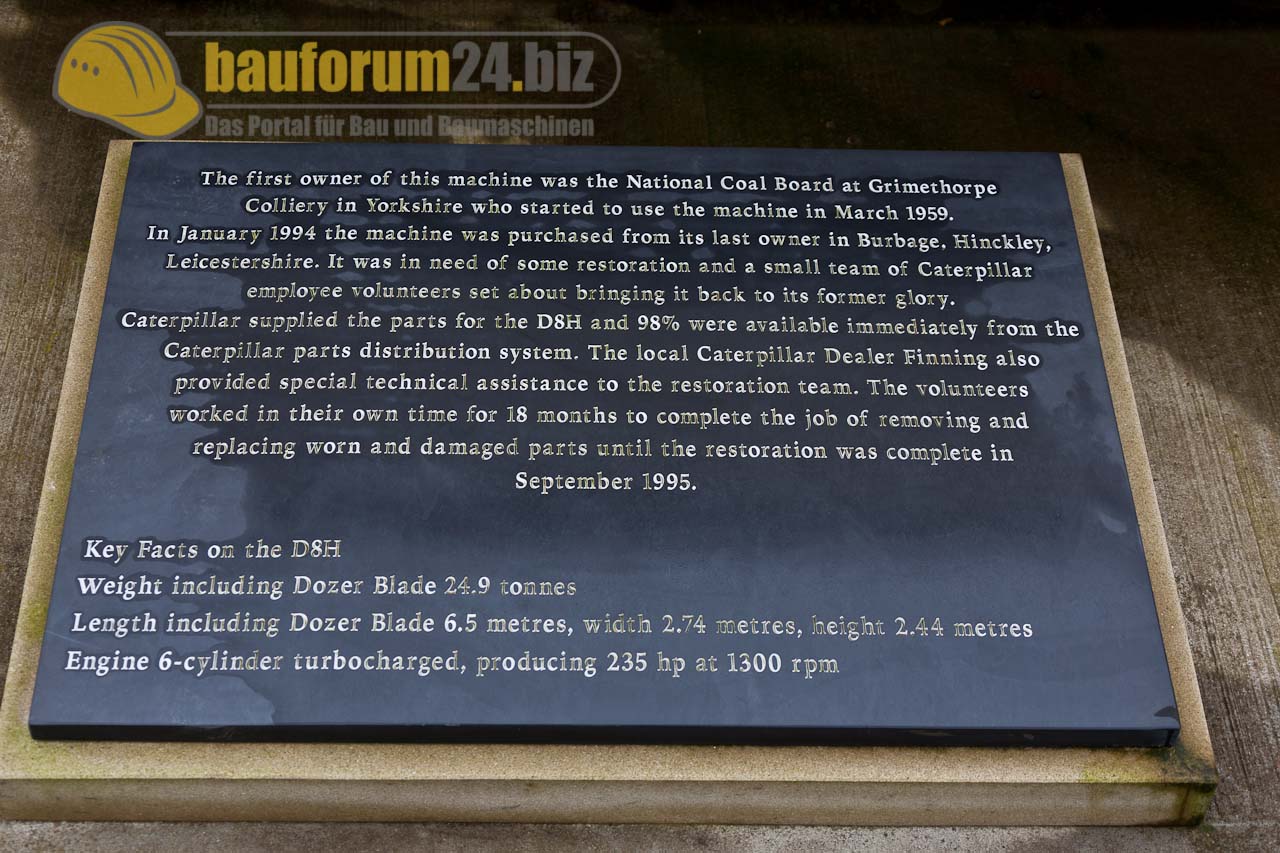 bauforum24.biz
Das Portal für Bau und Baumaschinen
The first owner of this machine was the National Coal Board at Grimethorpe
Colliery in Yorkshire who started to use the machine in March 1959.
In January 1994 the machine was purchased from its last owner in Burbage, Hinckley,
Leicestershire. It was in need of some restoration and a small team of Caterpillar
employee volunteers set about bringing it back to its former glory.
Caterpillar supplied the parts for the D8H and 98% were available immediately from the
Caterpillar parts distribution system. The local Caterpillar Dealer Finning also
provided special technical assistance to the restoration team. The volunteers
worked in their own time for 18 months to complete the job of removing and
replacing worn and damaged parts until the restoration was complete in
September 1995.
Key Facts on the D8H
Weight including Dozer Blade 24.9 tonnes
Length including Dozer Blade 6.5 metres, width 2.74 metres, height 2.44 metres
Engine 6-cylinder turbocharged, producing 235 hp at 1300 rpm